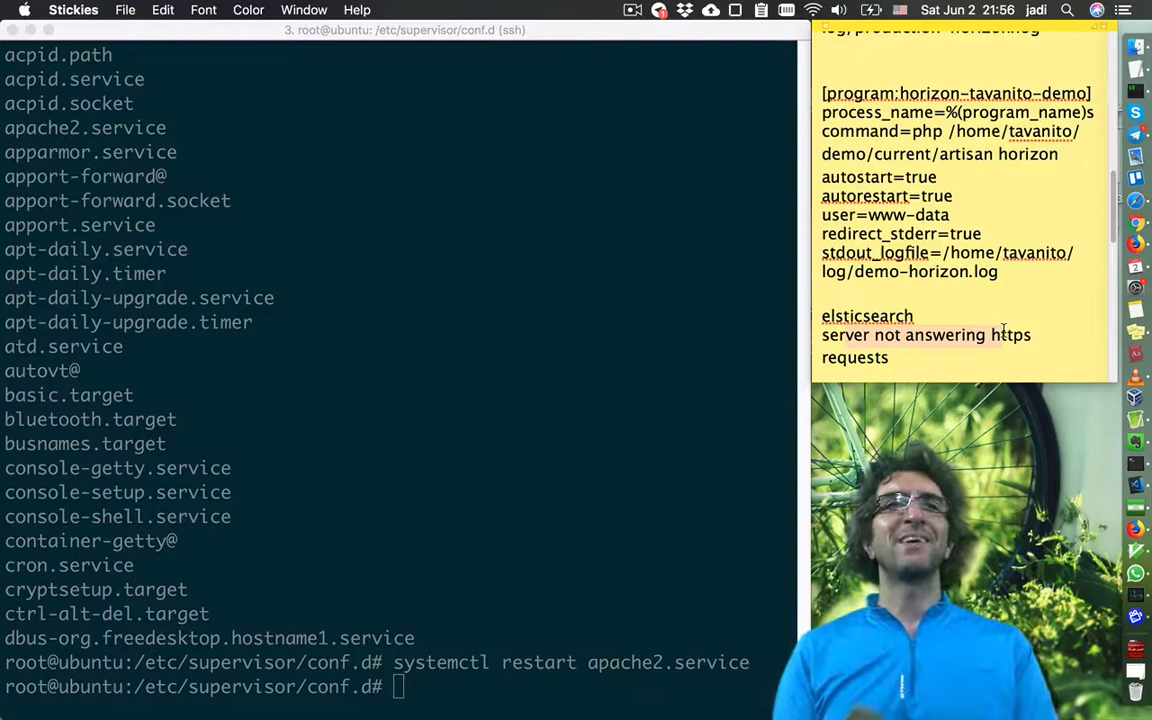 Stickies File Edit Font Color Window Help Sat Jun 2 21:56 jadi
3. root@ubuntu: /etc/supervisor/conf.d (ssh)
acpid.path
acpid.service
acpid.socket
apache2.service
apparmor.service
apport-forward@
apport-forward.socket
apport.service
apt-daily.service
apt-daily.timer
apt-daily-upgrade.service
apt-daily-upgrade.timer
atd.service
autovt@
basic.target
bluetooth.target
busnames.target
console-getty.service
console-setup.service
console-shell.service
container-getty@
cron.service
cryptsetup.target
ctrl-alt-del.target
dbus-org.freedesktop.hostname1.service
root@ubuntu:/etc/supervisor/conf.d# systemctl restart apache2.service
root@ubuntu:/etc/supervisor/conf.d#
log/production-horizon.log
[program:horizon-tavanito-demo]
process_name=%(program_name)s
command=php /home/tavanito/
demo/current/artisan horizon
autostart=true
autorestart=true
user=www-data
redirect_stderr=true
stdout_logfile=/home/tavanito/
log/demo-horizon.log
elsticsearch
server not answering https
requests